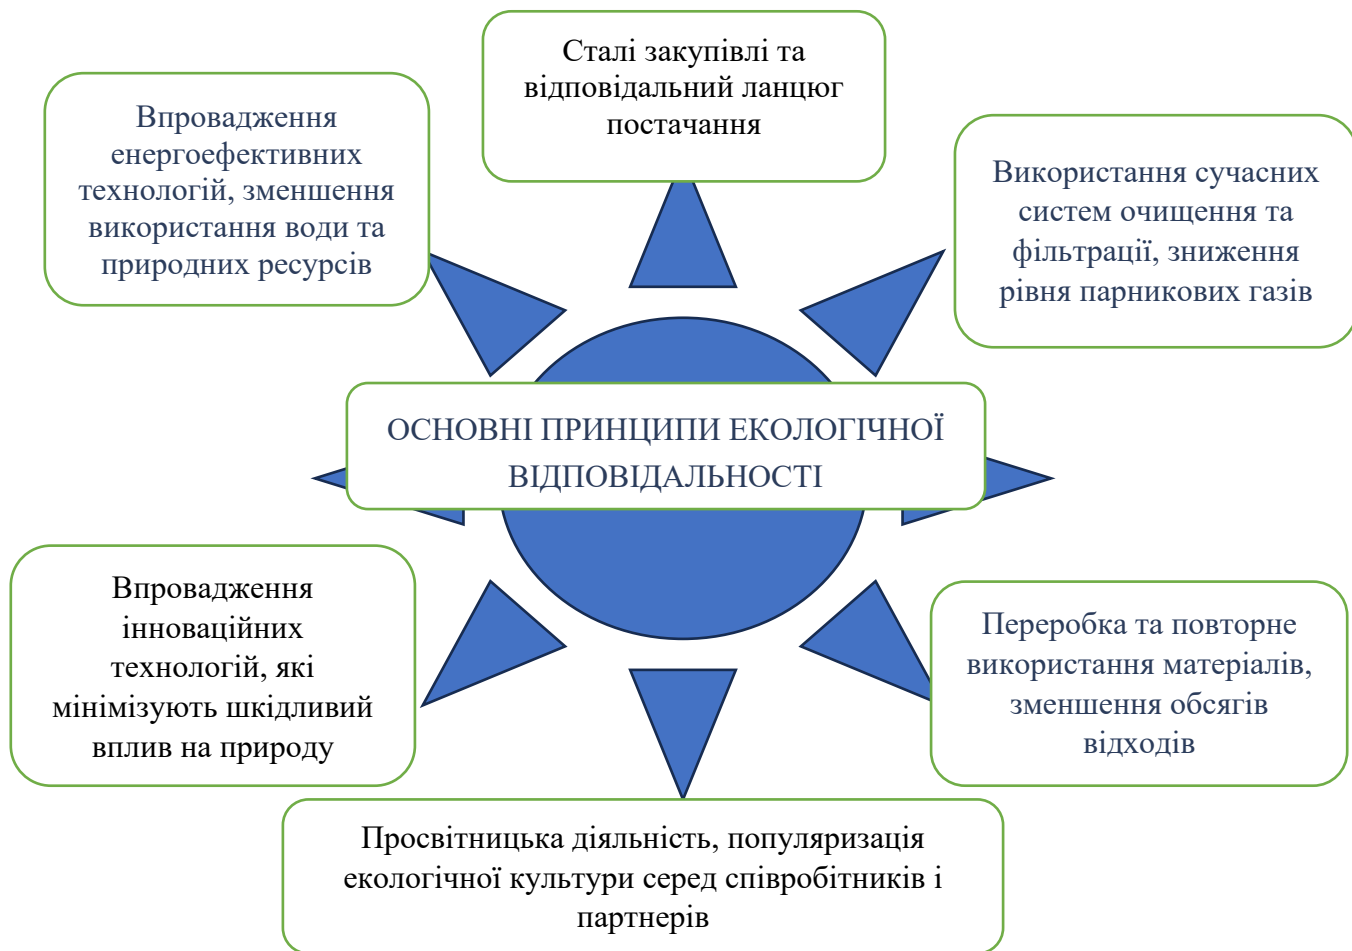 Сталі закупівлі та
відповідальний ланцюг
постачання
Впровадження
енергоефективних
технологій, зменшення
використання води та
природних ресурсів
Використання сучасних
систем очищення та
фільтрації, зниження
рівня парникових газів
ОСНОВНІ ПРИНЦИПИ ЕКОЛОГІЧНОЇ
ВІДПОВІДАЛЬНОСТІ
Впровадження
інноваційних
технологій, які
мінімізують шкідливий
вплив на природу
Переробка та повторне
використання матеріалів,
зменшення обсягів
відходів
Просвітницька діяльність, популяризація
екологічної культури серед співробітників і
партнерів